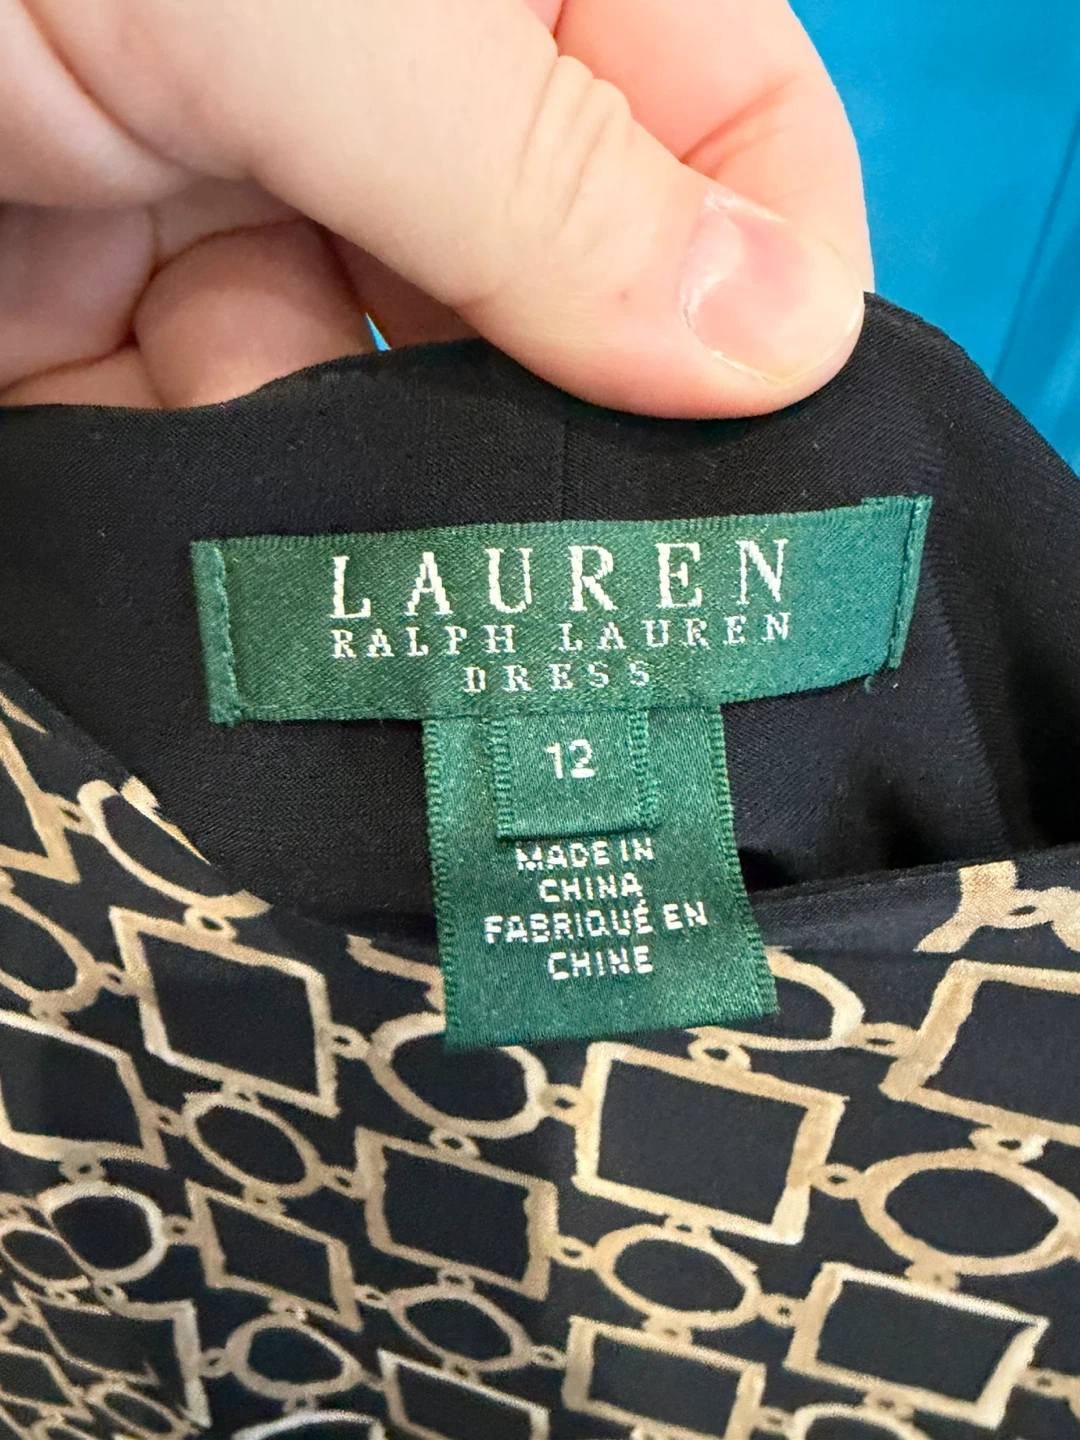 LAUREN
RALPH LAUREN
DRESS
12
MADE IN
CHINA
FABRIQUÉ EN
CHINE